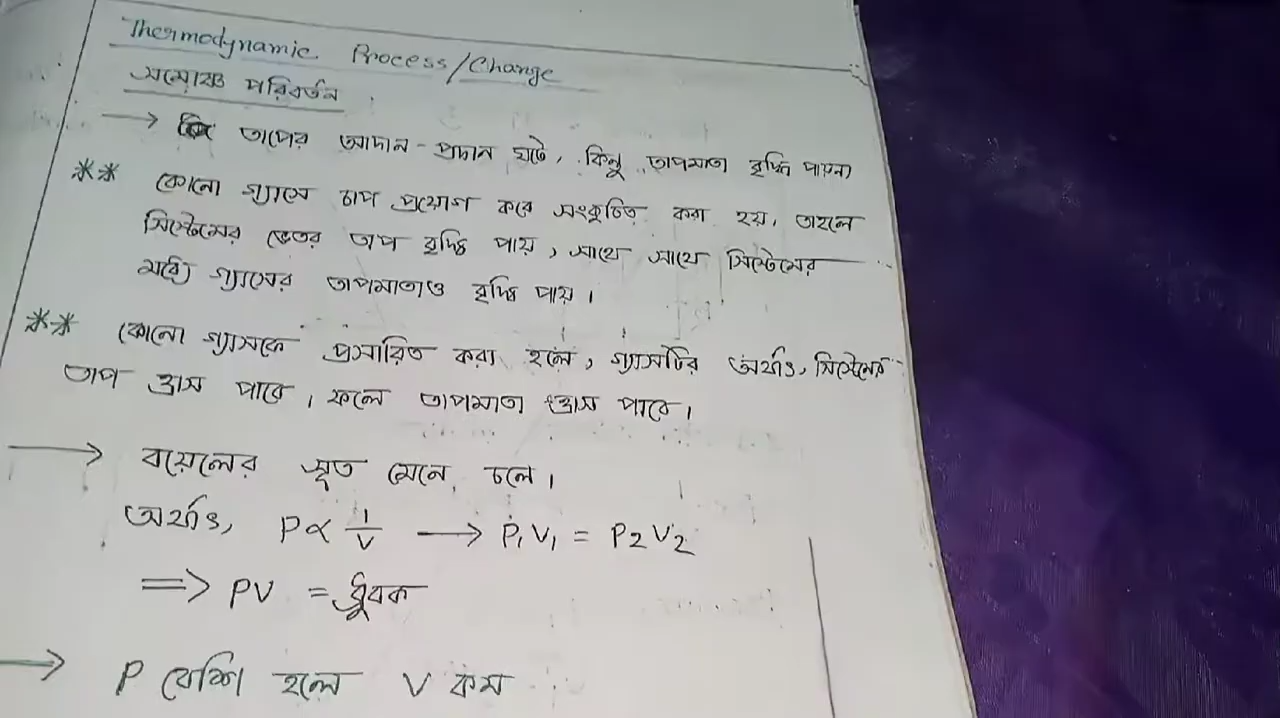 Thermodynamic Process/Change
সমোষ্ণ পরিবর্তন
→ তাপের আদান-প্রদান ঘটে, কিন্তু তাপমাত্রা বৃদ্ধি পায়না
** কোনো গ্যাসে চাপ প্রয়োগ করে সংকুচিত করা হয়, তাহলে
সিস্টেমের ভেতর তাপ বৃদ্ধি পায়, সাথে সাথে সিস্টেমের
মধ্যে গ্যাসের তাপমাত্রাও বৃদ্ধি পায়।
** কোনো গ্যাসকে প্রসারিত করা হলে, গ্যাসটির অর্থাৎ, সিস্টেমের
তাপ হ্রাস পাবে। ফলে তাপমাত্রা হ্রাস পাবে।
→ বয়েলের সূত্র মেনে চলে।
অর্থাৎ, P∝ 1/V → P₁V₁ = P₂V₂
⇒ PV = ধ্রুবক
→ P বেশি হলে V কম